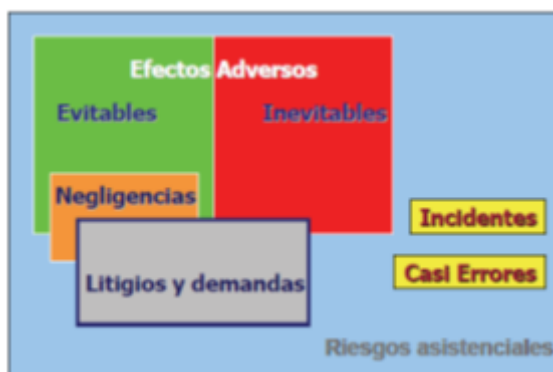 Efectos Adversos
Evitables
Inevitables
Negligencias
Incidentes
Litigios y demandas
Casi Errores
Riesgos asistenciales